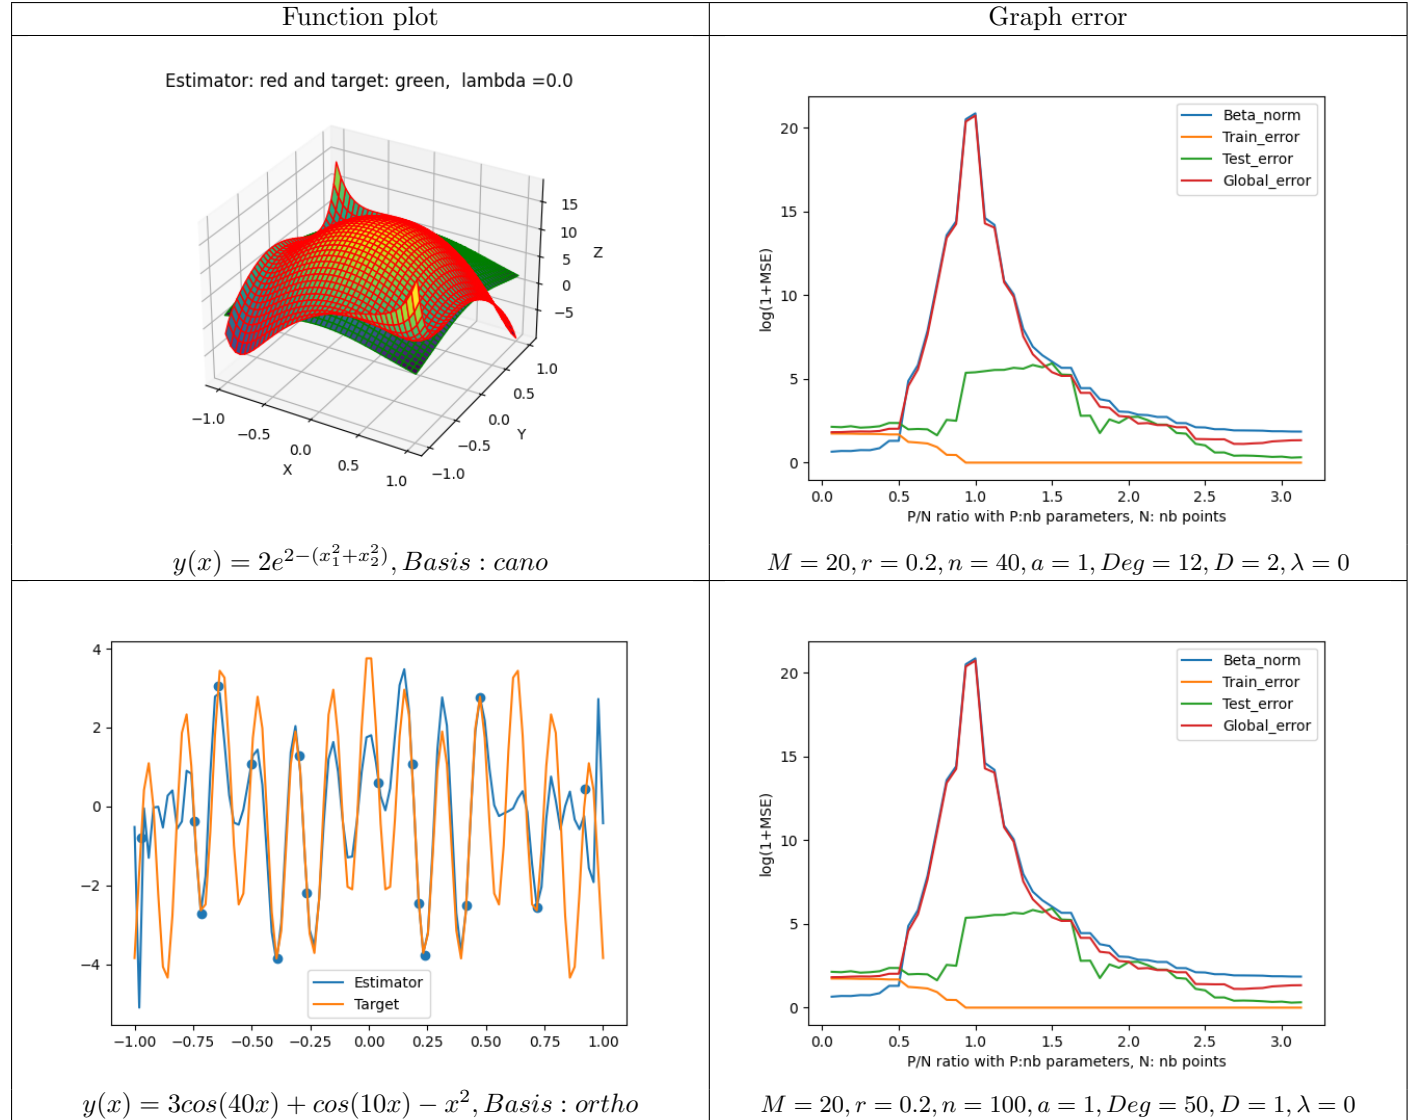 Function plot
Graph error
Estimator: red and target: green,  lambda =0.0
15
10
5
0
−5
Z
1.0
0.5
0.0
−0.5
−1.0
Y
−1.0
−0.5
0.0
0.5
1.0
X
y(x) = 2e^{2−(x_1^2+x_2^2)}, Basis : cano
Beta_norm
Train_error
Test_error
Global_error
20
15
10
5
0
log(1+MSE)
0.0 0.5 1.0 1.5 2.0 2.5 3.0
P/N ratio with P:nb parameters, N: nb points
M = 20, r = 0.2, n = 40, a = 1, Deg = 12, D = 2, λ = 0
4
2
0
−2
−4
Estimator
Target
−1.00 −0.75 −0.50 −0.25 0.00 0.25 0.50 0.75 1.00
y(x) = 3cos(40x) + cos(10x) − x^2, Basis : ortho
Beta_norm
Train_error
Test_error
Global_error
20
15
10
5
0
log(1+MSE)
0.0 0.5 1.0 1.5 2.0 2.5 3.0
P/N ratio with P:nb parameters, N: nb points
M = 20, r = 0.2, n = 100, a = 1, Deg = 50, D = 1, λ = 0